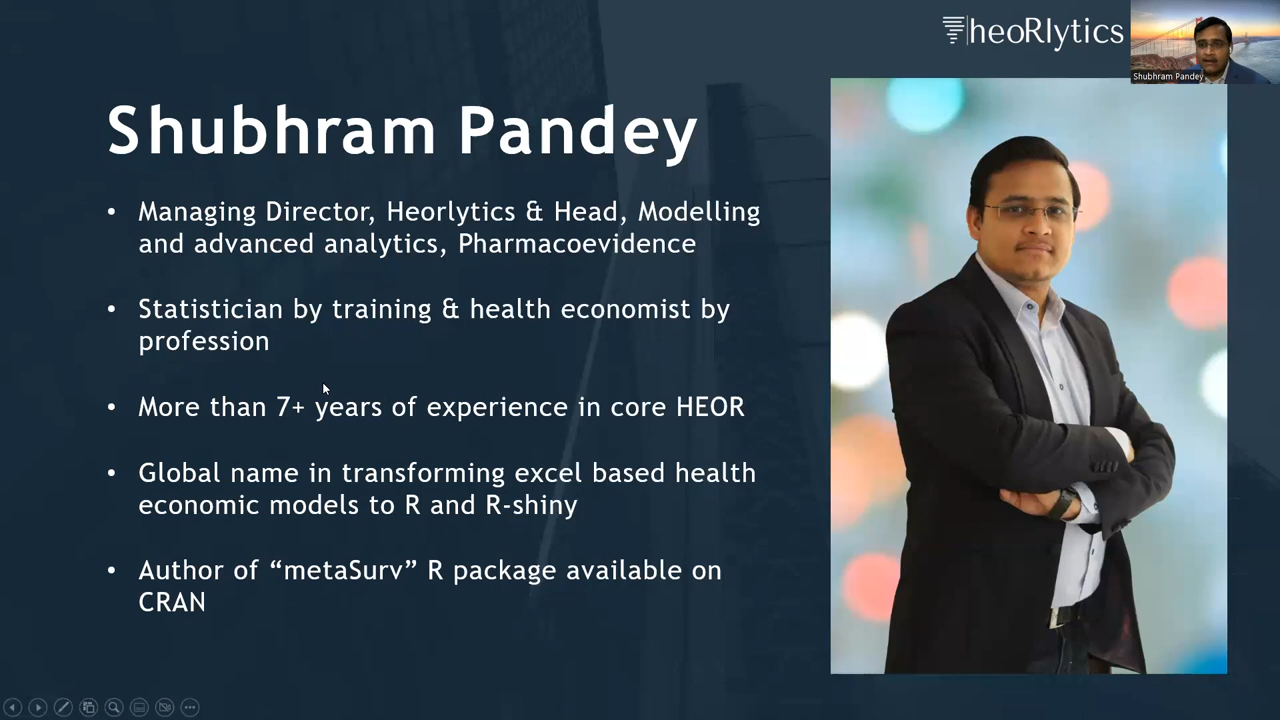 heoRlytics
Shubhram Pandey
Shubhram Pandey
• Managing Director, Heorlytics & Head, Modelling
and advanced analytics, Pharmacoevidence
• Statistician by training & health economist by
profession
• More than 7+ years of experience in core HEOR
• Global name in transforming excel based health
economic models to R and R-shiny
• Author of “metaSurv” R package available on
CRAN